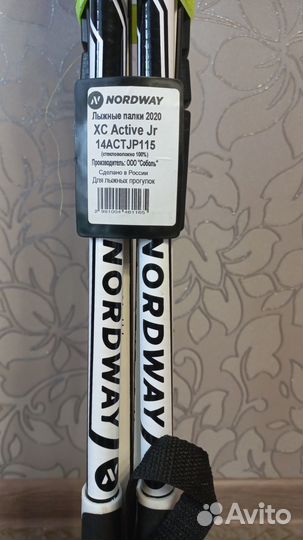 NORDWAY
Лыжные палки 2020
XC Active Jr
14ACTJP115
(стекловолокно 100%)
Производитель: ООО "Соболь"
Сделано в России
Для лыжных прогулок
NORDWAY
NORDWAY
Avito